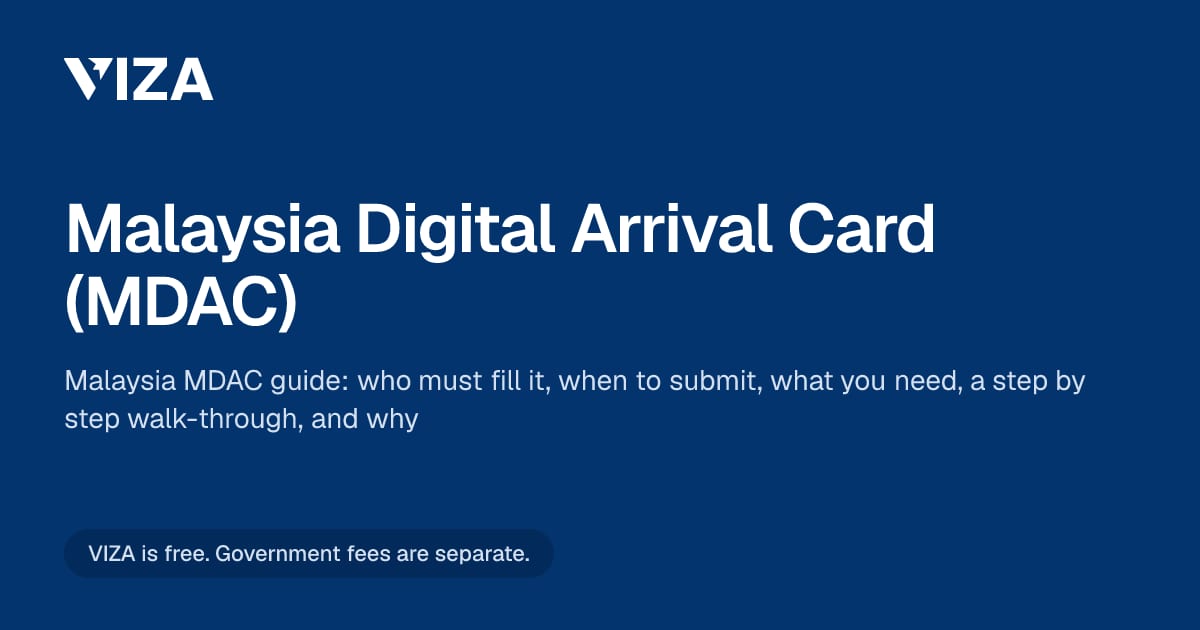 VIZA
Malaysia Digital Arrival Card
(MDAC)
Malaysia MDAC guide: who must fill it, when to submit, what you need, a step by
step walk-through, and why
VIZA is free. Government fees are separate.